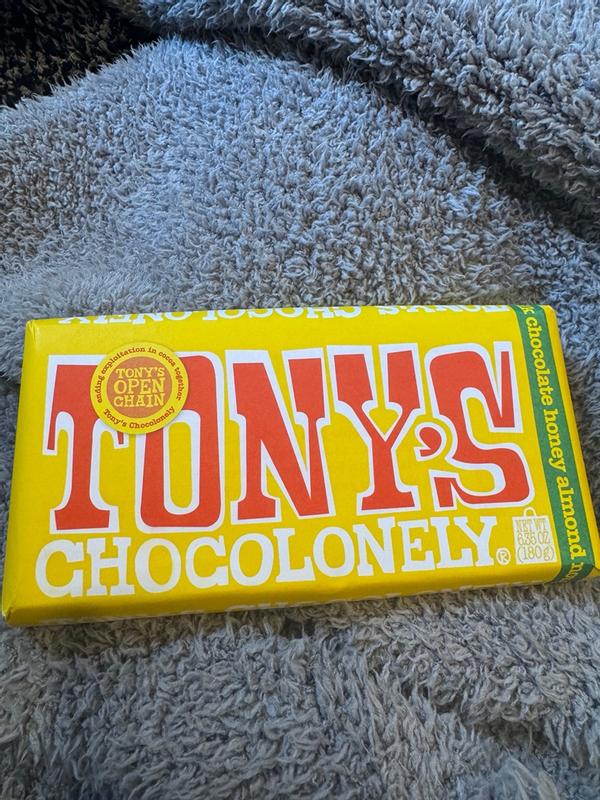 TONY'S
CHOCOLONELY®
ending exploitation in cocoa together
TONY'S
OPEN
CHAIN
Tony's Chocolonely
NET WT
6.35 OZ
(180g)
chocolate honey almond